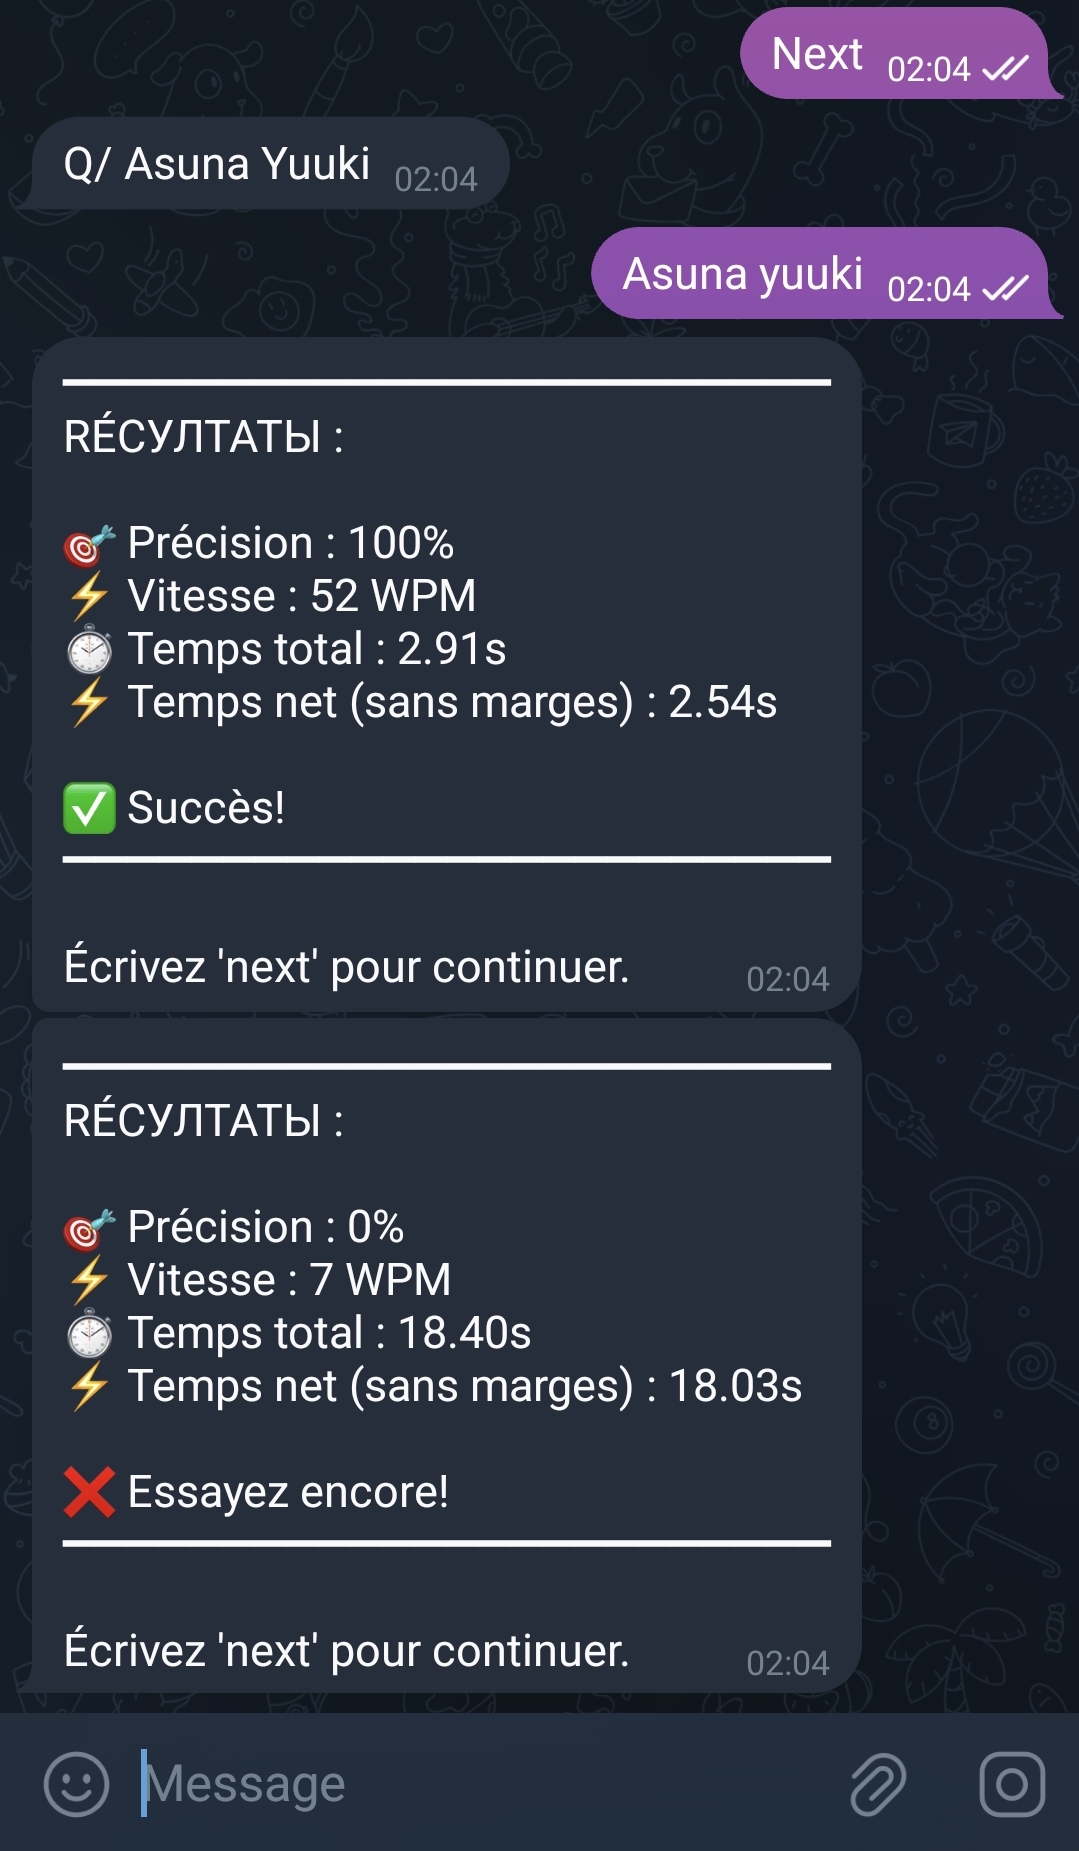 Next 02:04
Q/ Asuna Yuuki 02:04
Asuna yuuki 02:04
RÉСУЛТАТЫ :
Précision : 100%
Vitesse : 52 WPM
Temps total : 2.91s
Temps net (sans marges) : 2.54s
Succès!
Écrivez 'next' pour continuer. 02:04
RÉСУЛТАТЫ :
Précision : 0%
Vitesse : 7 WPM
Temps total : 18.40s
Temps net (sans marges) : 18.03s
Essayez encore!
Écrivez 'next' pour continuer. 02:04
Message